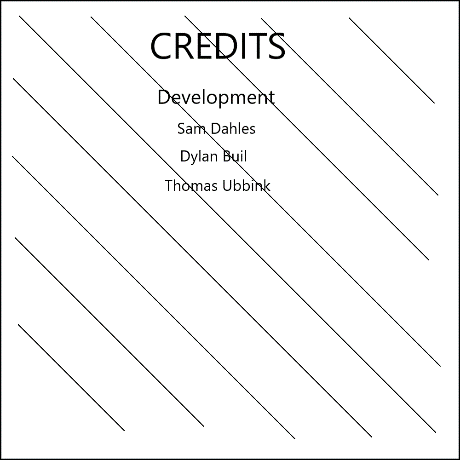 CREDITS
Development
Sam Dahles
Dylan Buil
Thomas Ubbink